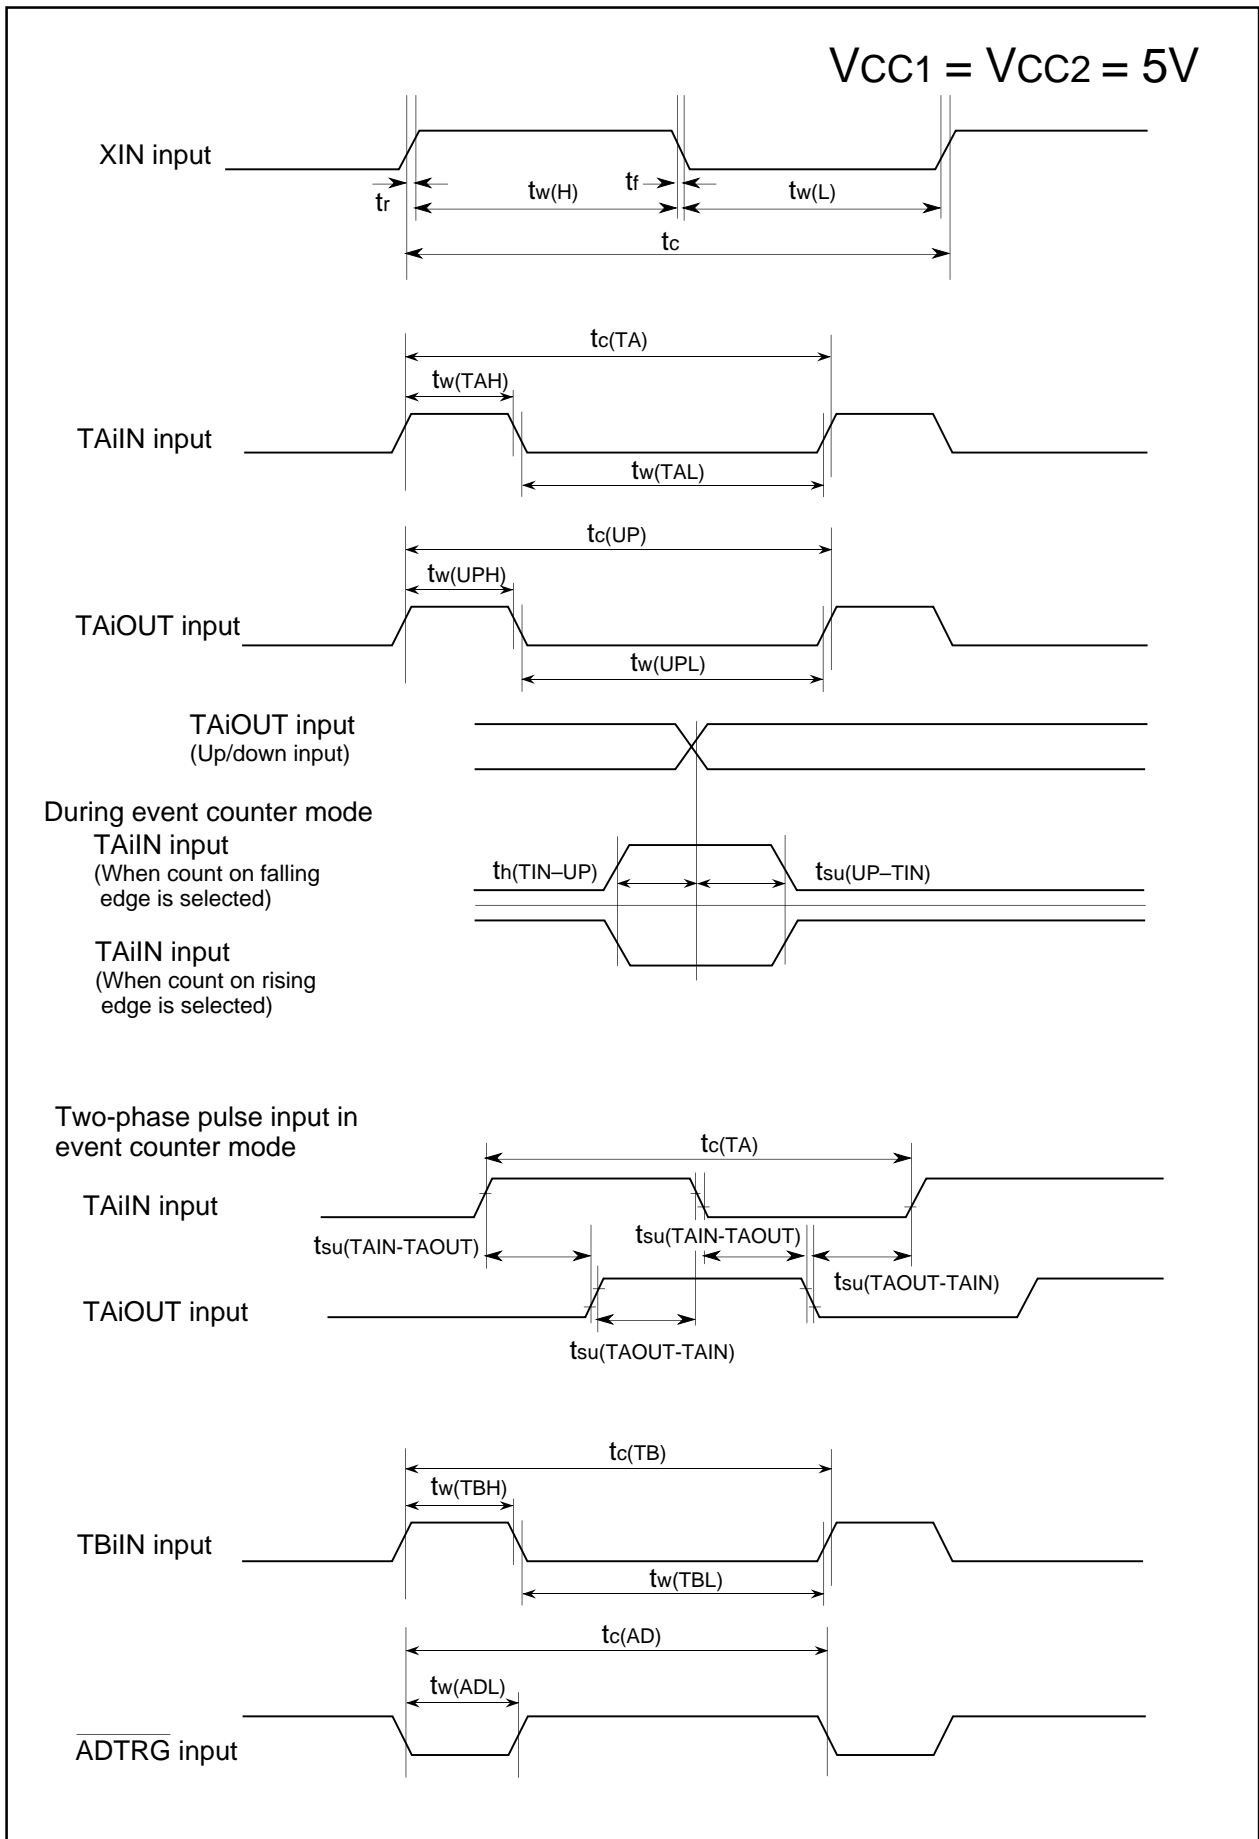 VCC1 = VCC2 = 5V
XIN input
tr
tw(H)
tf
tw(L)
tc
tc(TA)
tw(TAH)
TAiIN input
tw(TAL)
tc(UP)
tw(UPH)
TAiOUT input
tw(UPL)
TAiOUT input
(Up/down input)
During event counter mode
TAiIN input
(When count on falling
edge is selected)
th(TIN–UP)
tsu(UP–TIN)
TAiIN input
(When count on rising
edge is selected)
Two-phase pulse input in
event counter mode
tc(TA)
TAiIN input
tsu(TAIN-TAOUT)
tsu(TAIN-TAOUT)
tsu(TAOUT-TAIN)
TAiOUT input
tsu(TAOUT-TAIN)
tc(TB)
tw(TBH)
TBiIN input
tw(TBL)
tc(AD)
tw(ADL)
ADTRG input